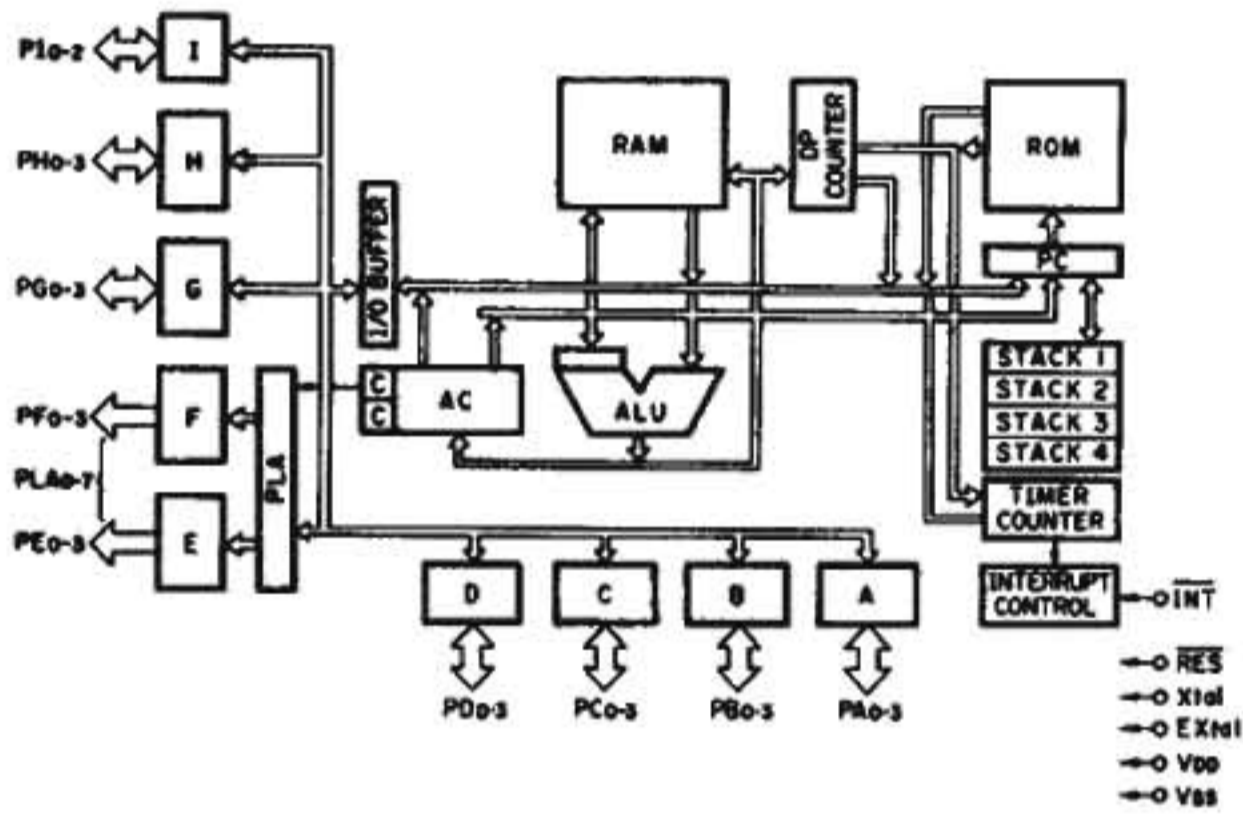 PI0-2
I
PH0-3
H
PG0-3
G
PF0-3
F
PLA0-7
PE0-3
E
PLA
I/O BUFFER
C
C
AC
RAM
ALU
DP COUNTER
ROM
PC
STACK 1
STACK 2
STACK 3
STACK 4
TIMER
COUNTER
INTERRUPT
CONTROL
INT
RES
Xtal
EXtal
VDD
VSS
D
C
B
A
PD0-3
PC0-3
PB0-3
PA0-3